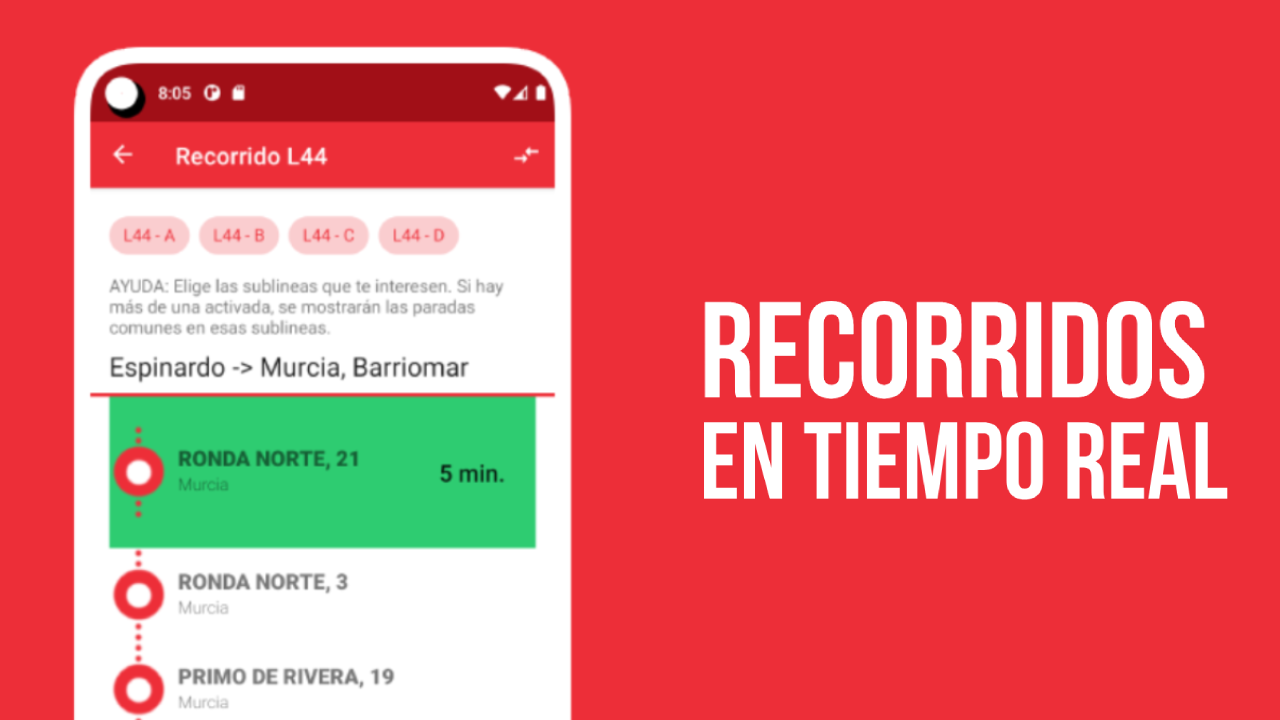 8:05
Recorrido L44
L44 - A
L44 - B
L44 - C
L44 - D
AYUDA: Elige las sublineas que te interesen. Si hay
más de una activada, se mostrarán las paradas
comunes en esas sublineas.
Espinardo -> Murcia, Barriomar
RONDA NORTE, 21
Murcia
5 min.
RONDA NORTE, 3
Murcia
PRIMO DE RIVERA, 19
Murcia
RECORRIDOS
EN TIEMPO REAL